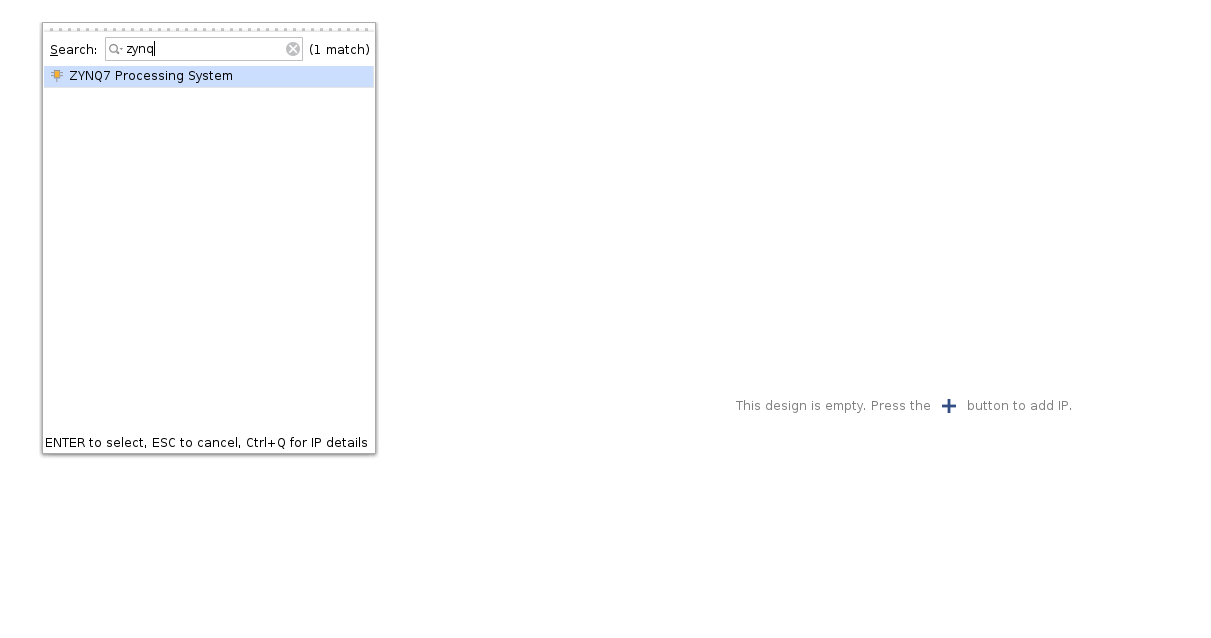 Search: zynq (1 match)
ZYNQ7 Processing System
This design is empty. Press the + button to add IP.
ENTER to select, ESC to cancel, Ctrl+Q for IP details